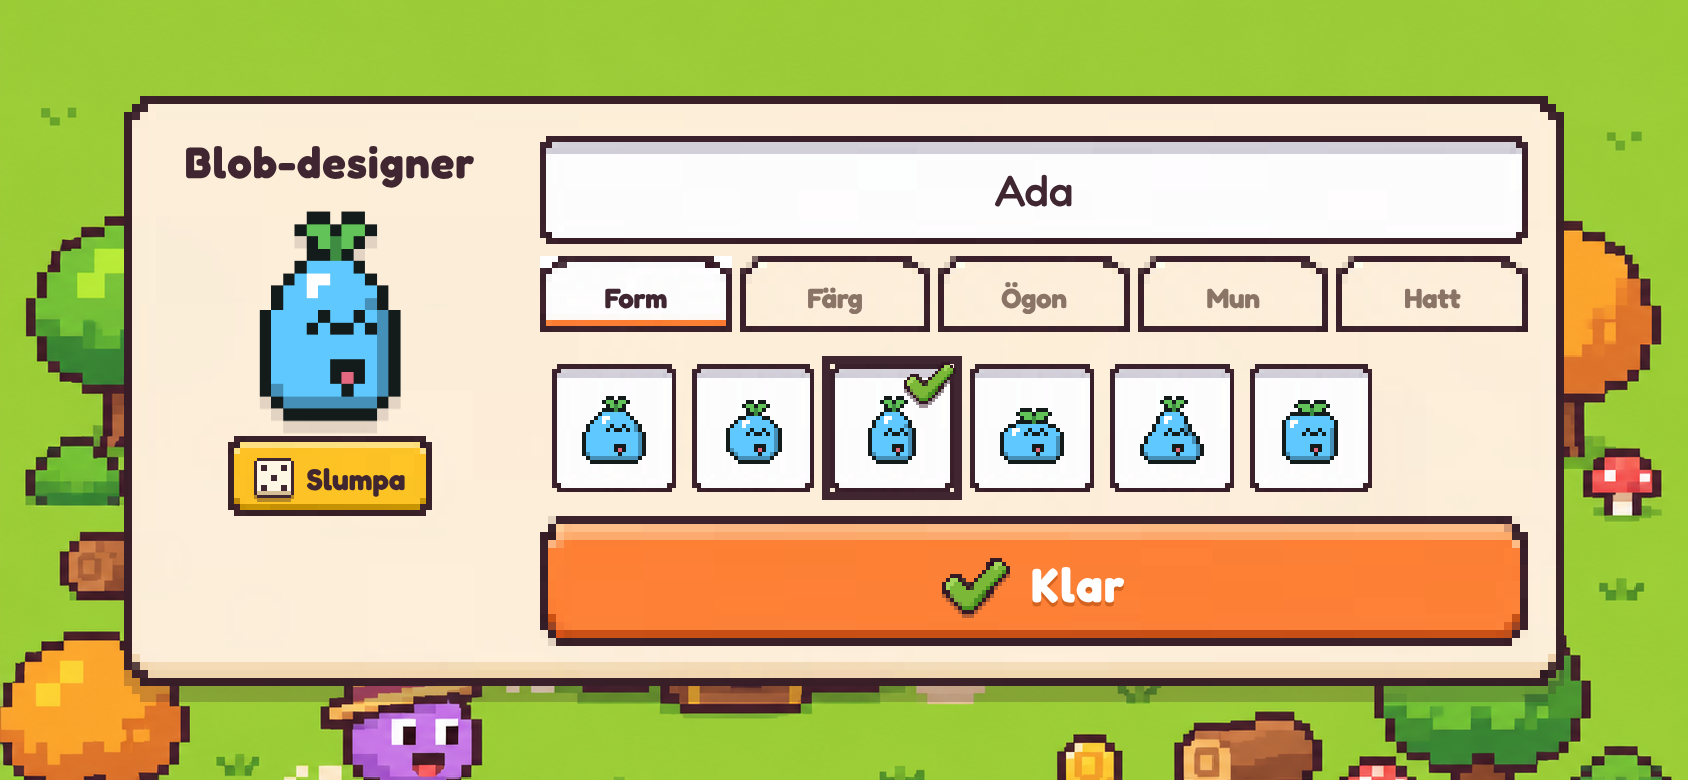 Blob-designer
Ada
Form
Färg
Ögon
Mun
Hatt
Slumpa
Klar